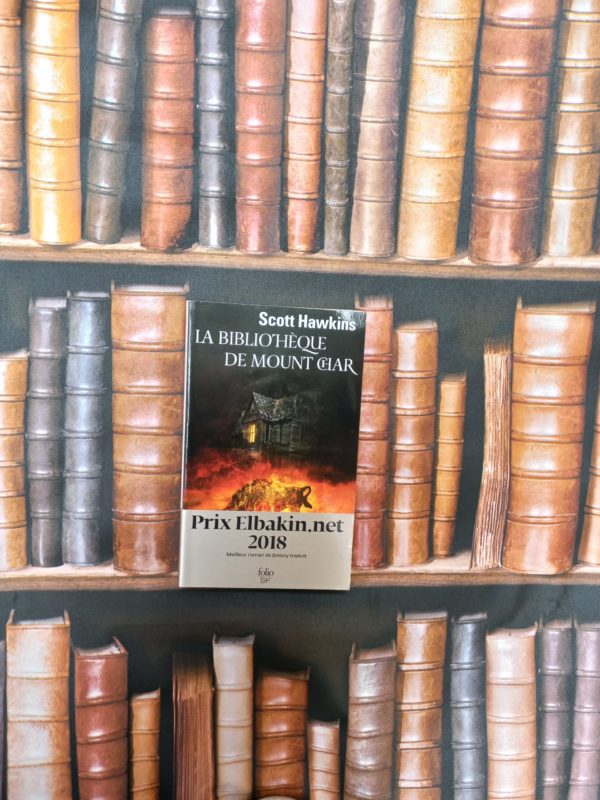 Scott Hawkins
LA BIBLIOTHÈQUE
DE MOUNT CHAR
Prix Elbakin.net
2018
Meilleur roman de fantasy traduit
folio
SF